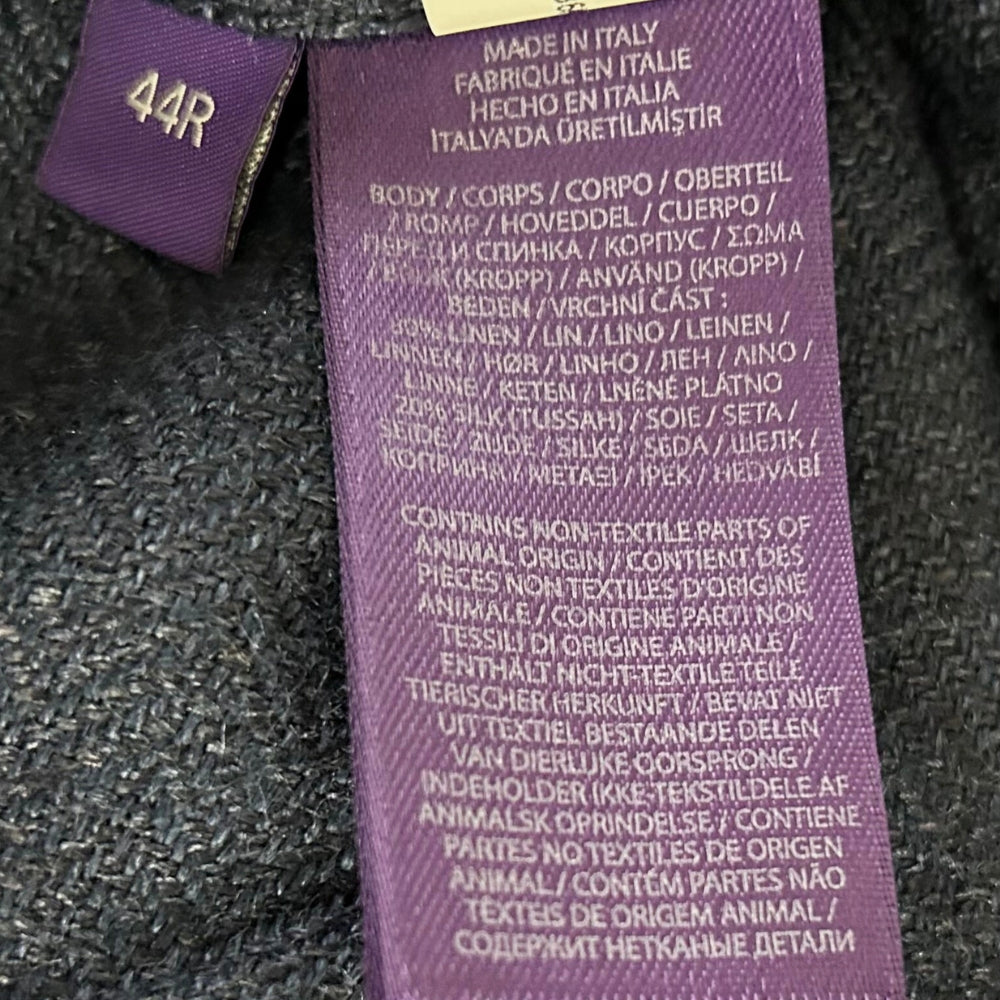 44R
MADE IN ITALY
FABRIQUÉ EN ITALIE
HECHO EN ITALIA
İTALYA'DA ÜRETİLMİŞTİR
BODY / CORPS / CORPO / OBERTEIL
/ ROMP / HOVEDDEL / CUERPO /
ПЕРЕД И СПИНКА / КОРПУС / ΣΩΜΑ
(KROPP) / ANVÄND (KROPP) /
BEDEN / VRCHNÍ ČÁST :
80% LINEN / LIN / LINO / LEINEN /
LINNEN / HØR / LINHO / ЛЕН / ΛΙΝΟ /
LINNE / KETEN / LNĚNÉ PLÁTNO
20% SILK (TUSSAH) / SOIE / SETA /
SEIDE / ZIJDE / SILKE / SEDA / ШЕЛК /
КОПРИНА / ΜΕΤΑΞΙ / İPEK / HEDVÁBÍ
CONTAINS NON-TEXTILE PARTS OF
ANIMAL ORIGIN / CONTIENT DES
PIÈCES NON TEXTILES D'ORIGINE
ANIMALE / CONTIENE PARTI NON
TESSILI DI ORIGINE ANIMALE /
ENTHÄLT NICHT-TEXTILE TEILE
TIERISCHER HERKUNFT / BEVAT NIET
UIT TEXTIEL BESTAANDE DELEN
VAN DIERLIJKE OORSPRONG /
INDEHOLDER IKKE-TEKSTILDELE AF
ANIMALSK OPRINDELSE / CONTIENE
PARTES NO TEXTILES DE ORIGEN
ANIMAL / CONTÉM PARTES NÃO
TÊXTEIS DE ORIGEM ANIMAL /
СОДЕРЖИТ НЕТКАНЫЕ ДЕТАЛИ